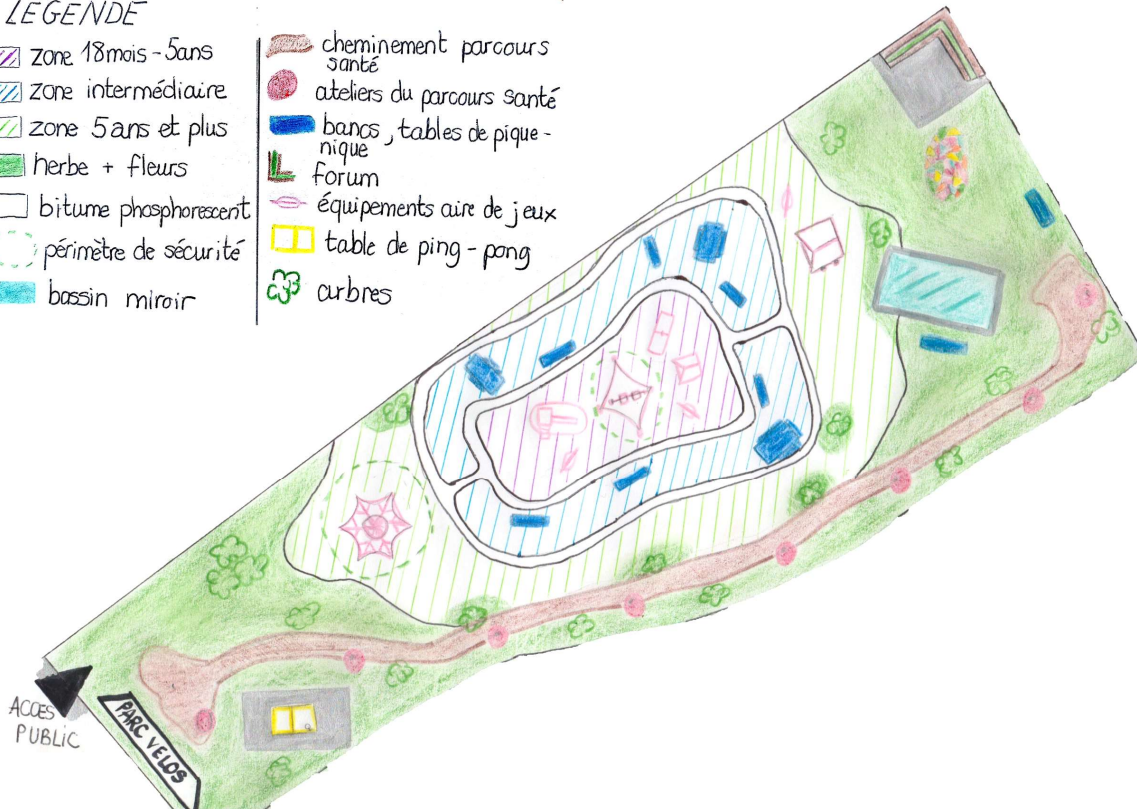 LEGENDE
zone 18mois-5ans
zone intermédiaire
zone 5ans et plus
herbe + fleurs
bitume phosphorescent
périmètre de sécurité
bassin miroir
cheminement parcours
santé
ateliers du parcours santé
bancs, tables de pique-
nique
forum
équipements aire de jeux
table de ping-pong
arbres
ACCES
PUBLIC
PARC VELOS